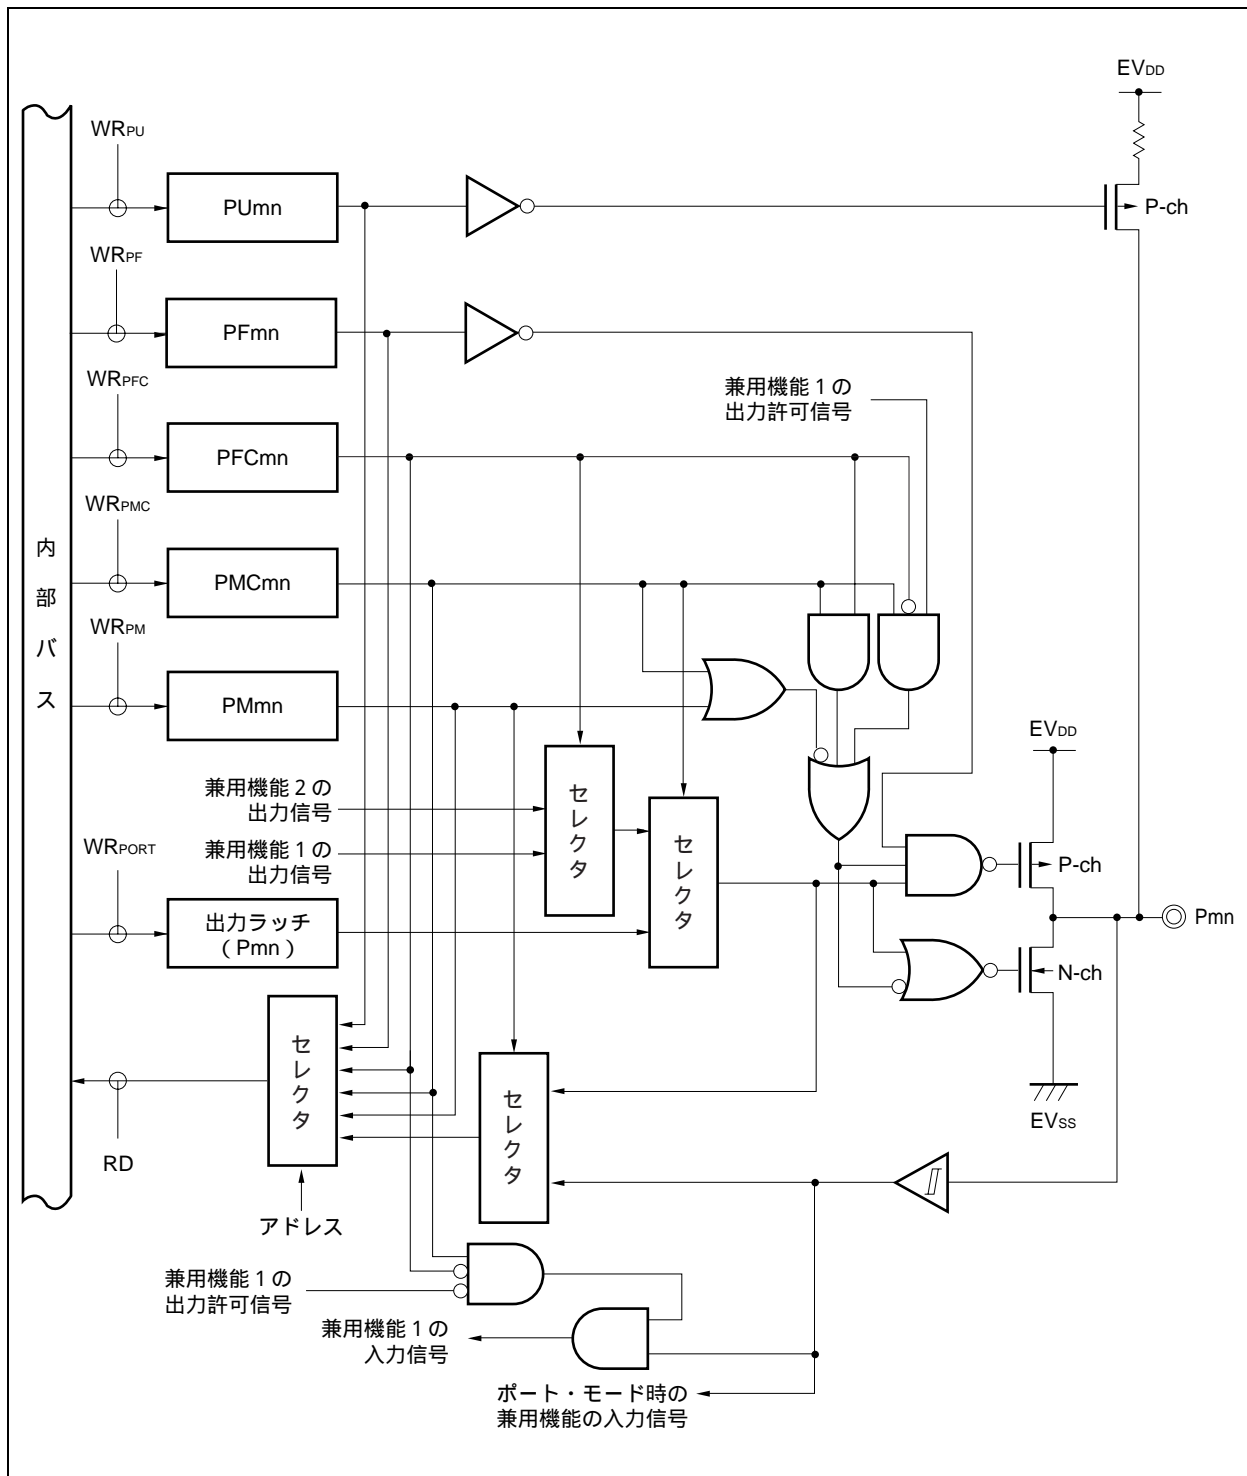 EVDD
WRPU
PUmn
P-ch
WRPF
PFmn
WRPFC
兼用機能１の
出力許可信号
PFCmn
WRPMC
内部バス
PMCmn
WRPM
PMmn
EVDD
兼用機能２の
出力信号
セレクタ
セレクタ
兼用機能１の
出力信号
WRPORT
P-ch
出力ラッチ
（Pmn）
Pmn
N-ch
セレクタ
セレクタ
EVSS
RD
アドレス
兼用機能１の
出力許可信号
兼用機能１の
入力信号
ポート・モード時の
兼用機能の入力信号